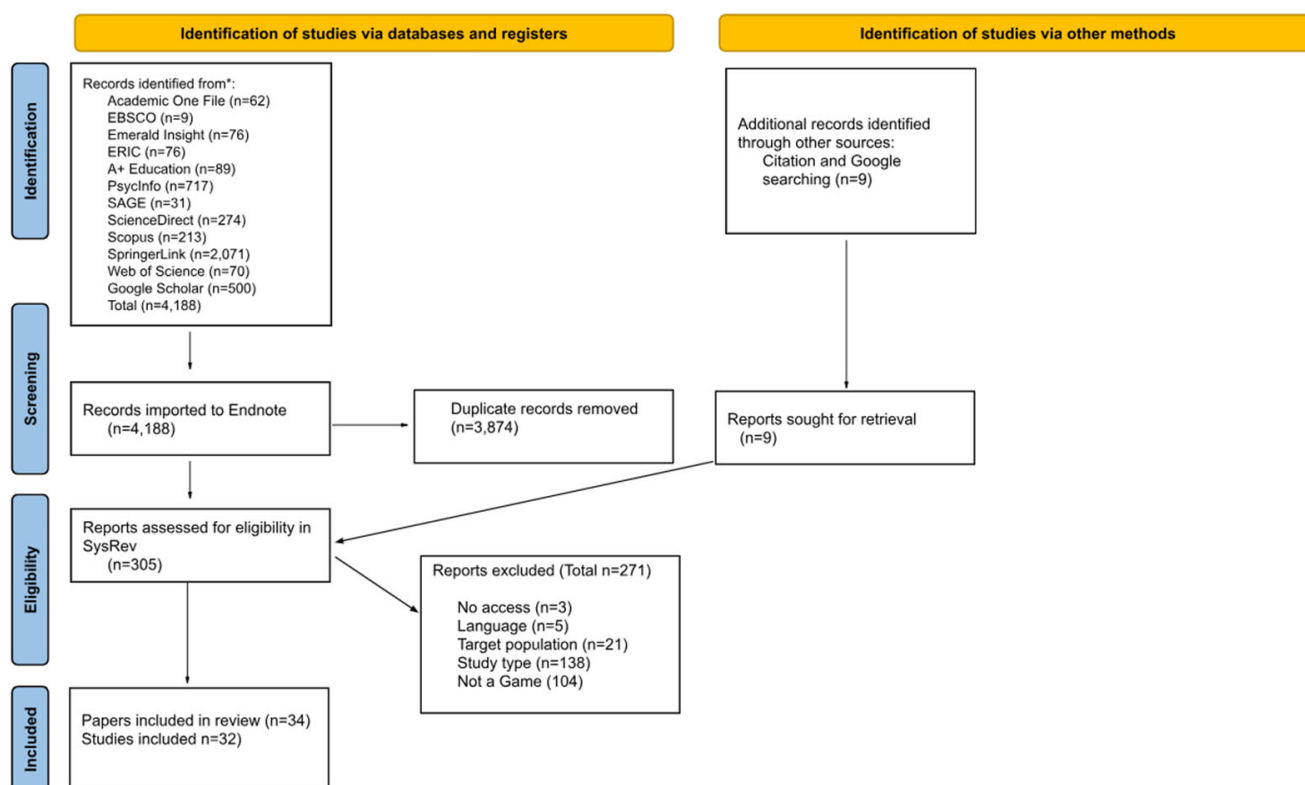 Identification of studies via databases and registers
Identification of studies via other methods
Identification
Records identified from*:
Academic One File (n=62)
EBSCO (n=9)
Emerald Insight (n=76)
ERIC (n=76)
A+ Education (n=89)
PsycInfo (n=717)
SAGE (n=31)
ScienceDirect (n=274)
Scopus (n=213)
SpringerLink (n=2,071)
Web of Science (n=70)
Google Scholar (n=500)
Total (n=4,188)
Additional records identified
through other sources:
Citation and Google
searching (n=9)
Screening
Records imported to Endnote
(n=4,188)
Duplicate records removed
(n=3,874)
Reports sought for retrieval
(n=9)
Eligibility
Reports assessed for eligibility in
SysRev
(n=305)
Reports excluded (Total n=271)
No access (n=3)
Language (n=5)
Target population (n=21)
Study type (n=138)
Not a Game (104)
Included
Papers included in review (n=34)
Studies included n=32)